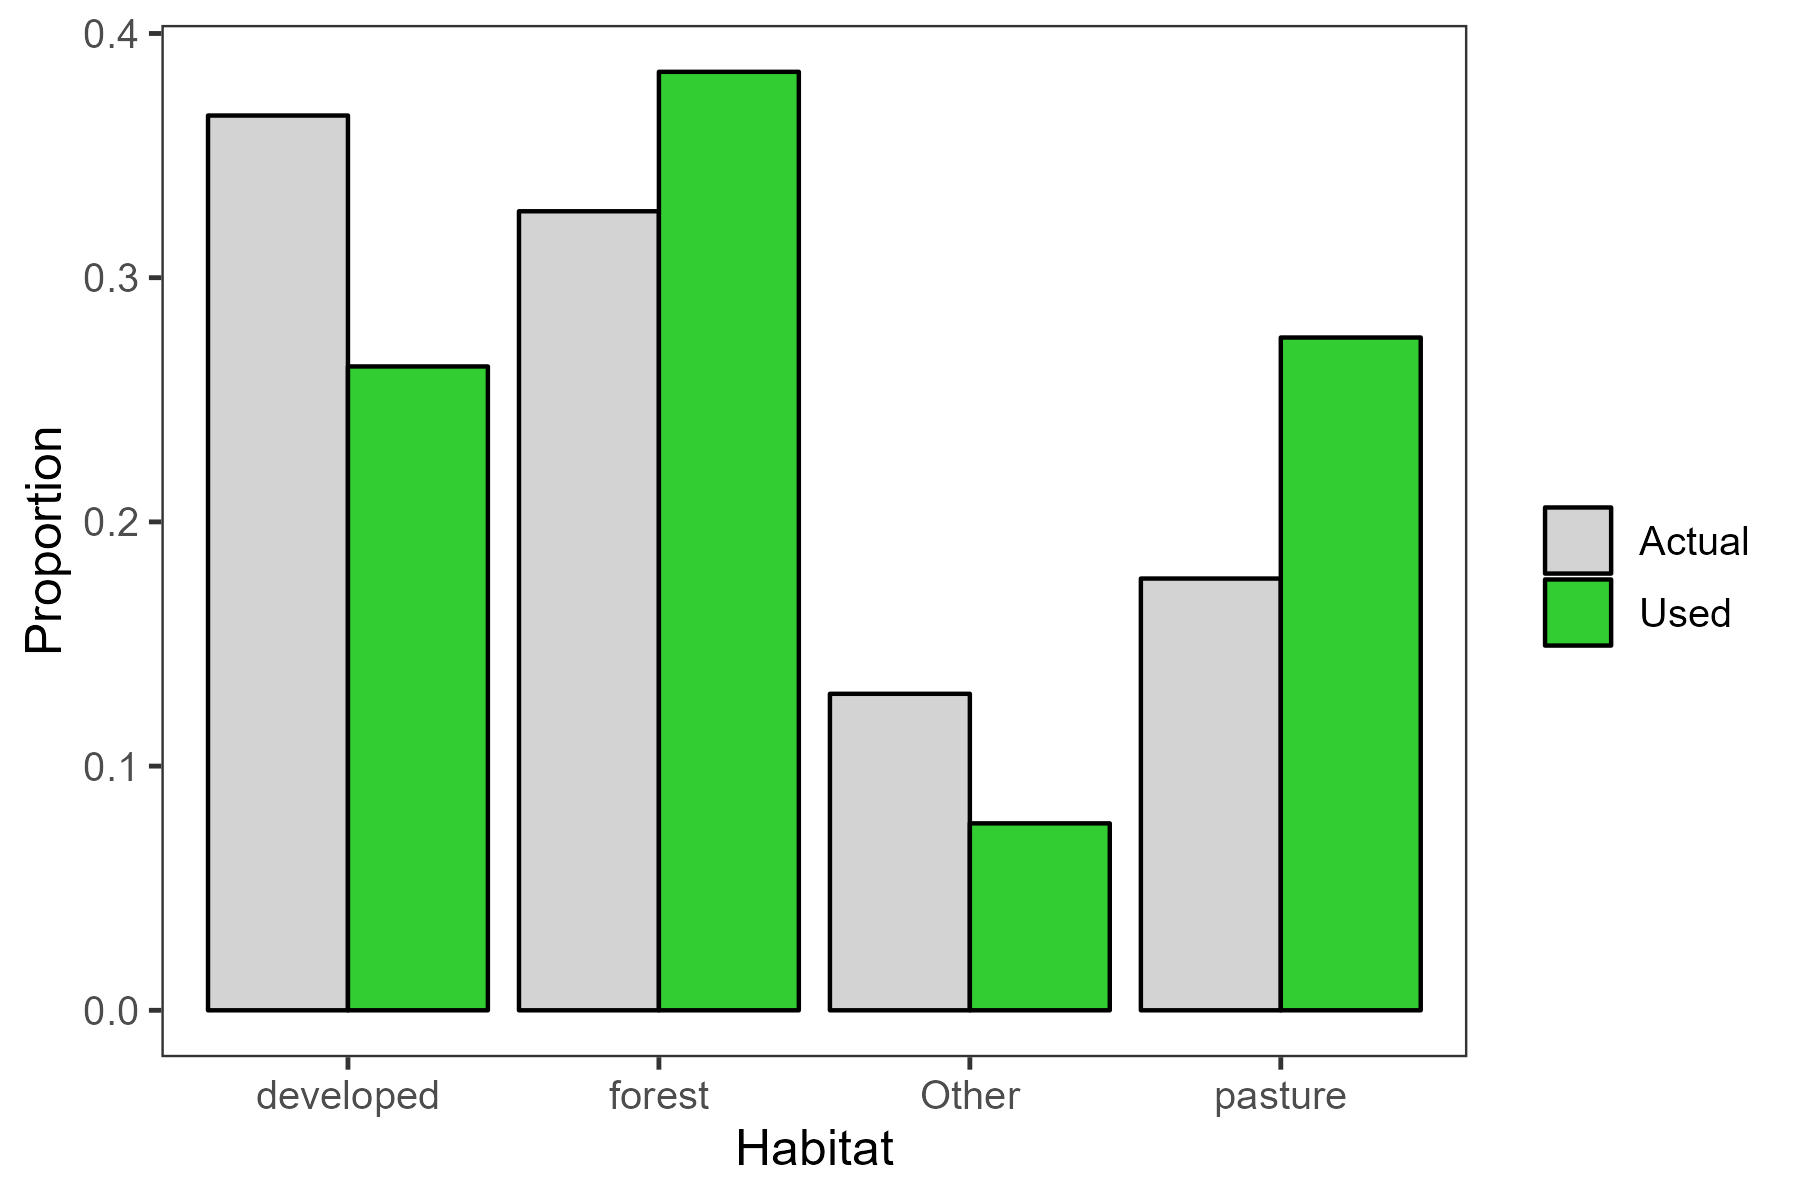 0.4
0.3
0.2
0.1
0.0
Proportion
developed
forest
Other
pasture
Habitat
Actual
Used